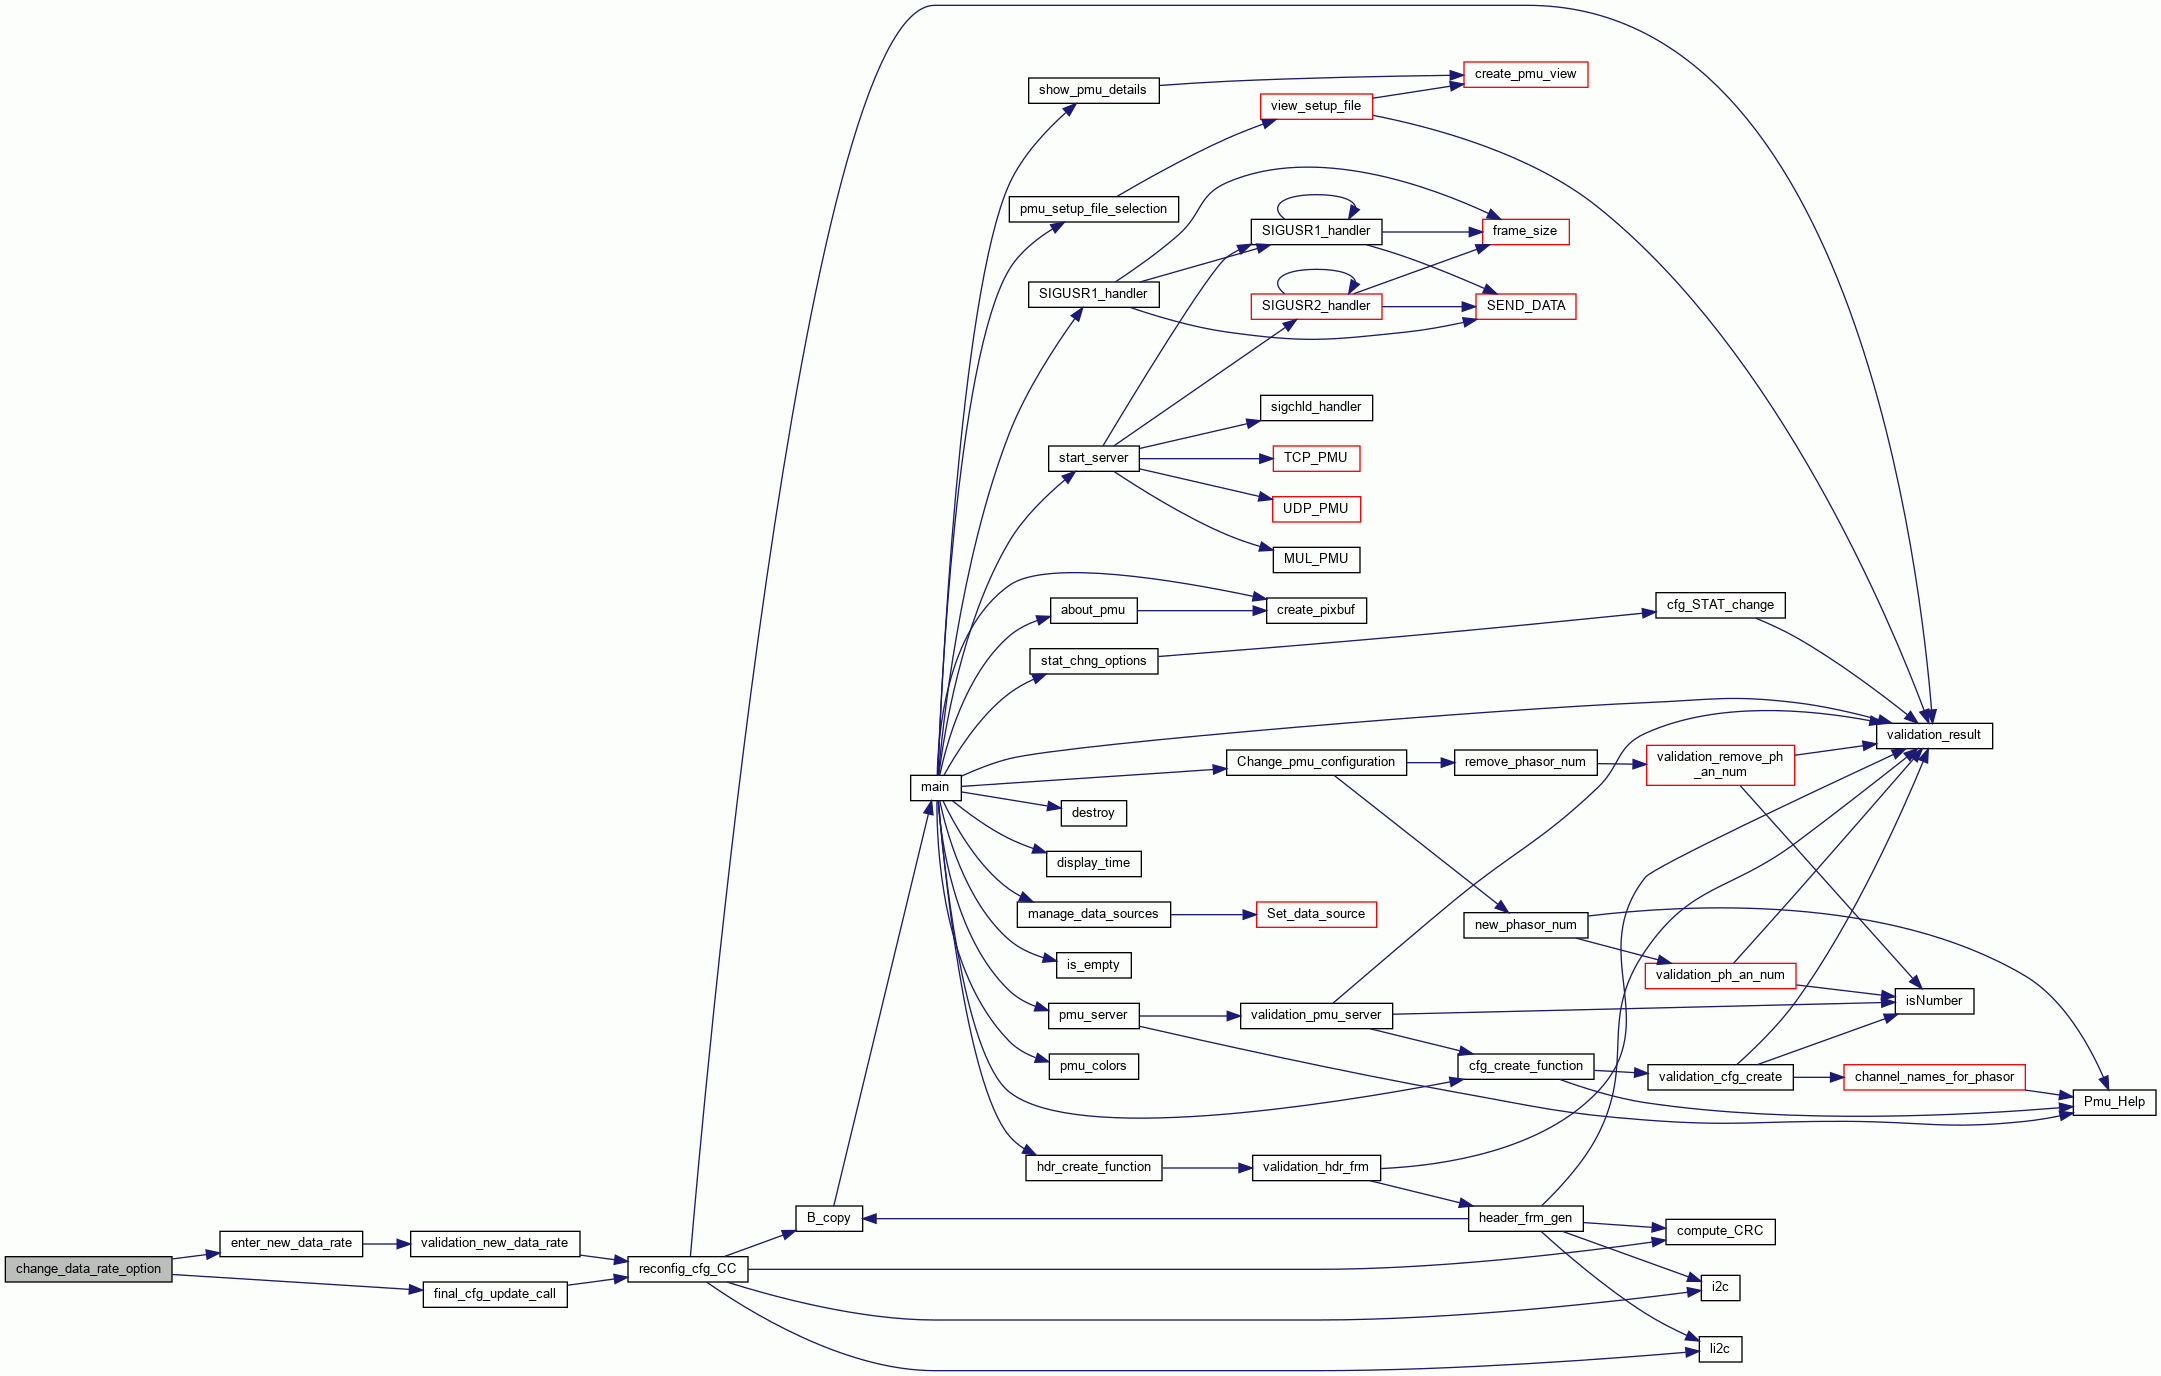 create_pmu_view
show_pmu_details
view_setup_file
pmu_setup_file_selection
SIGUSR1_handler
frame_size
SIGUSR1_handler
SIGUSR2_handler
SEND_DATA
sigchld_handler
start_server
TCP_PMU
UDP_PMU
MUL_PMU
about_pmu
create_pixbuf
cfg_STAT_change
stat_chng_options
validation_result
main
Change_pmu_configuration
remove_phasor_num
validation_remove_ph
_an_num
destroy
display_time
manage_data_sources
Set_data_source
new_phasor_num
is_empty
validation_ph_an_num
isNumber
pmu_server
validation_pmu_server
pmu_colors
cfg_create_function
validation_cfg_create
channel_names_for_phasor
Pmu_Help
hdr_create_function
validation_hdr_frm
B_copy
header_frm_gen
compute_CRC
enter_new_data_rate
validation_new_data_rate
change_data_rate_option
reconfig_cfg_CC
final_cfg_update_call
i2c
li2c